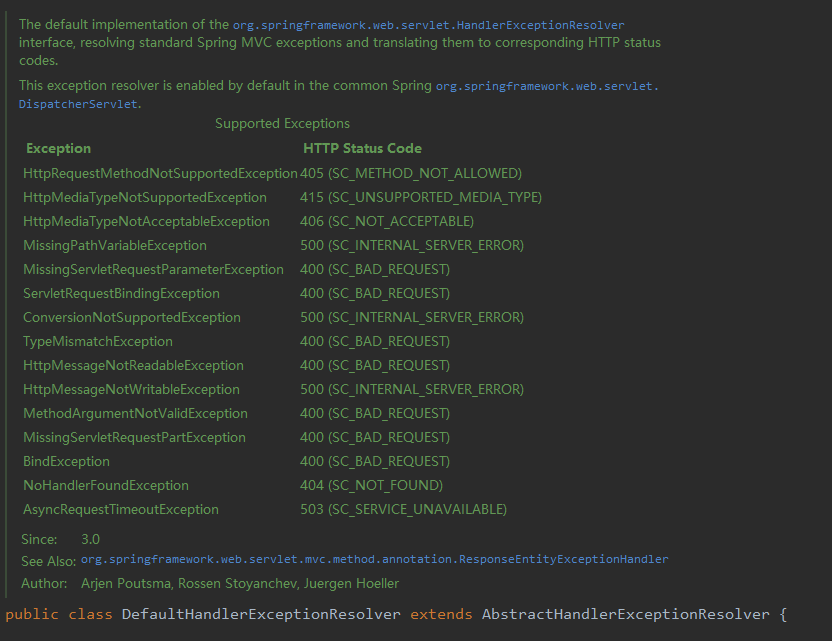 The default implementation of the org.springframework.web.servlet.HandlerExceptionResolver
interface, resolving standard Spring MVC exceptions and translating them to corresponding HTTP status
codes.
This exception resolver is enabled by default in the common Spring org.springframework.web.servlet.
DispatcherServlet.
Supported Exceptions
Exception HTTP Status Code
HttpRequestMethodNotSupportedException 405 (SC_METHOD_NOT_ALLOWED)
HttpMediaTypeNotSupportedException 415 (SC_UNSUPPORTED_MEDIA_TYPE)
HttpMediaTypeNotAcceptableException 406 (SC_NOT_ACCEPTABLE)
MissingPathVariableException 500 (SC_INTERNAL_SERVER_ERROR)
MissingServletRequestParameterException 400 (SC_BAD_REQUEST)
ServletRequestBindingException 400 (SC_BAD_REQUEST)
ConversionNotSupportedException 500 (SC_INTERNAL_SERVER_ERROR)
TypeMismatchException 400 (SC_BAD_REQUEST)
HttpMessageNotReadableException 400 (SC_BAD_REQUEST)
HttpMessageNotWritableException 500 (SC_INTERNAL_SERVER_ERROR)
MethodArgumentNotValidException 400 (SC_BAD_REQUEST)
MissingServletRequestPartException 400 (SC_BAD_REQUEST)
BindException 400 (SC_BAD_REQUEST)
NoHandlerFoundException 404 (SC_NOT_FOUND)
AsyncRequestTimeoutException 503 (SC_SERVICE_UNAVAILABLE)
Since: 3.0
See Also: org.springframework.web.servlet.mvc.method.annotation.ResponseEntityExceptionHandler
Author: Arjen Poutsma, Rossen Stoyanchev, Juergen Hoeller
public class DefaultHandlerExceptionResolver extends AbstractHandlerExceptionResolver {